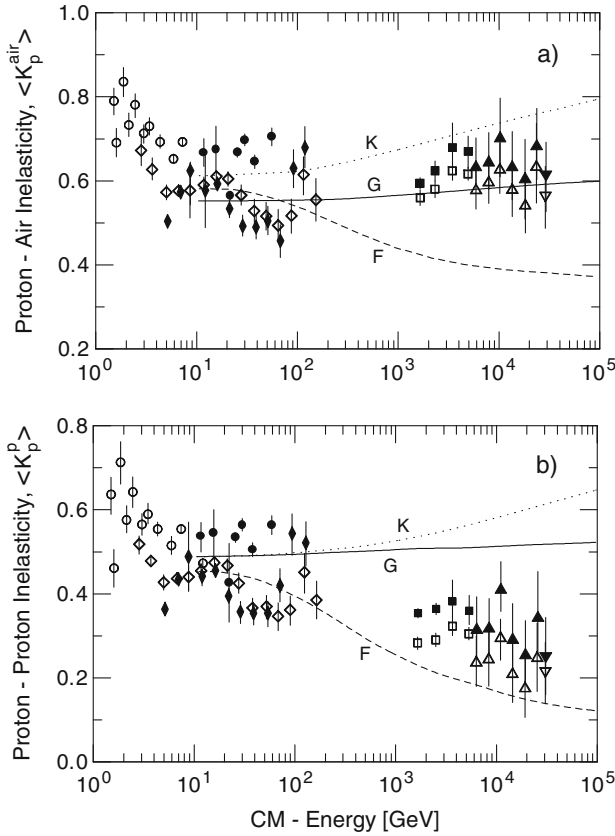 Proton - Air Inelasticity, <K_p^air>
1.0
0.8
0.6
0.4
0.2
a)
K
G
F
10^0 10^1 10^2 10^3 10^4 10^5
Proton - Proton Inelasticity, <K_p^p>
0.8
0.6
0.4
0.2
0.0
b)
K
G
F
10^0 10^1 10^2 10^3 10^4 10^5
CM - Energy [GeV]